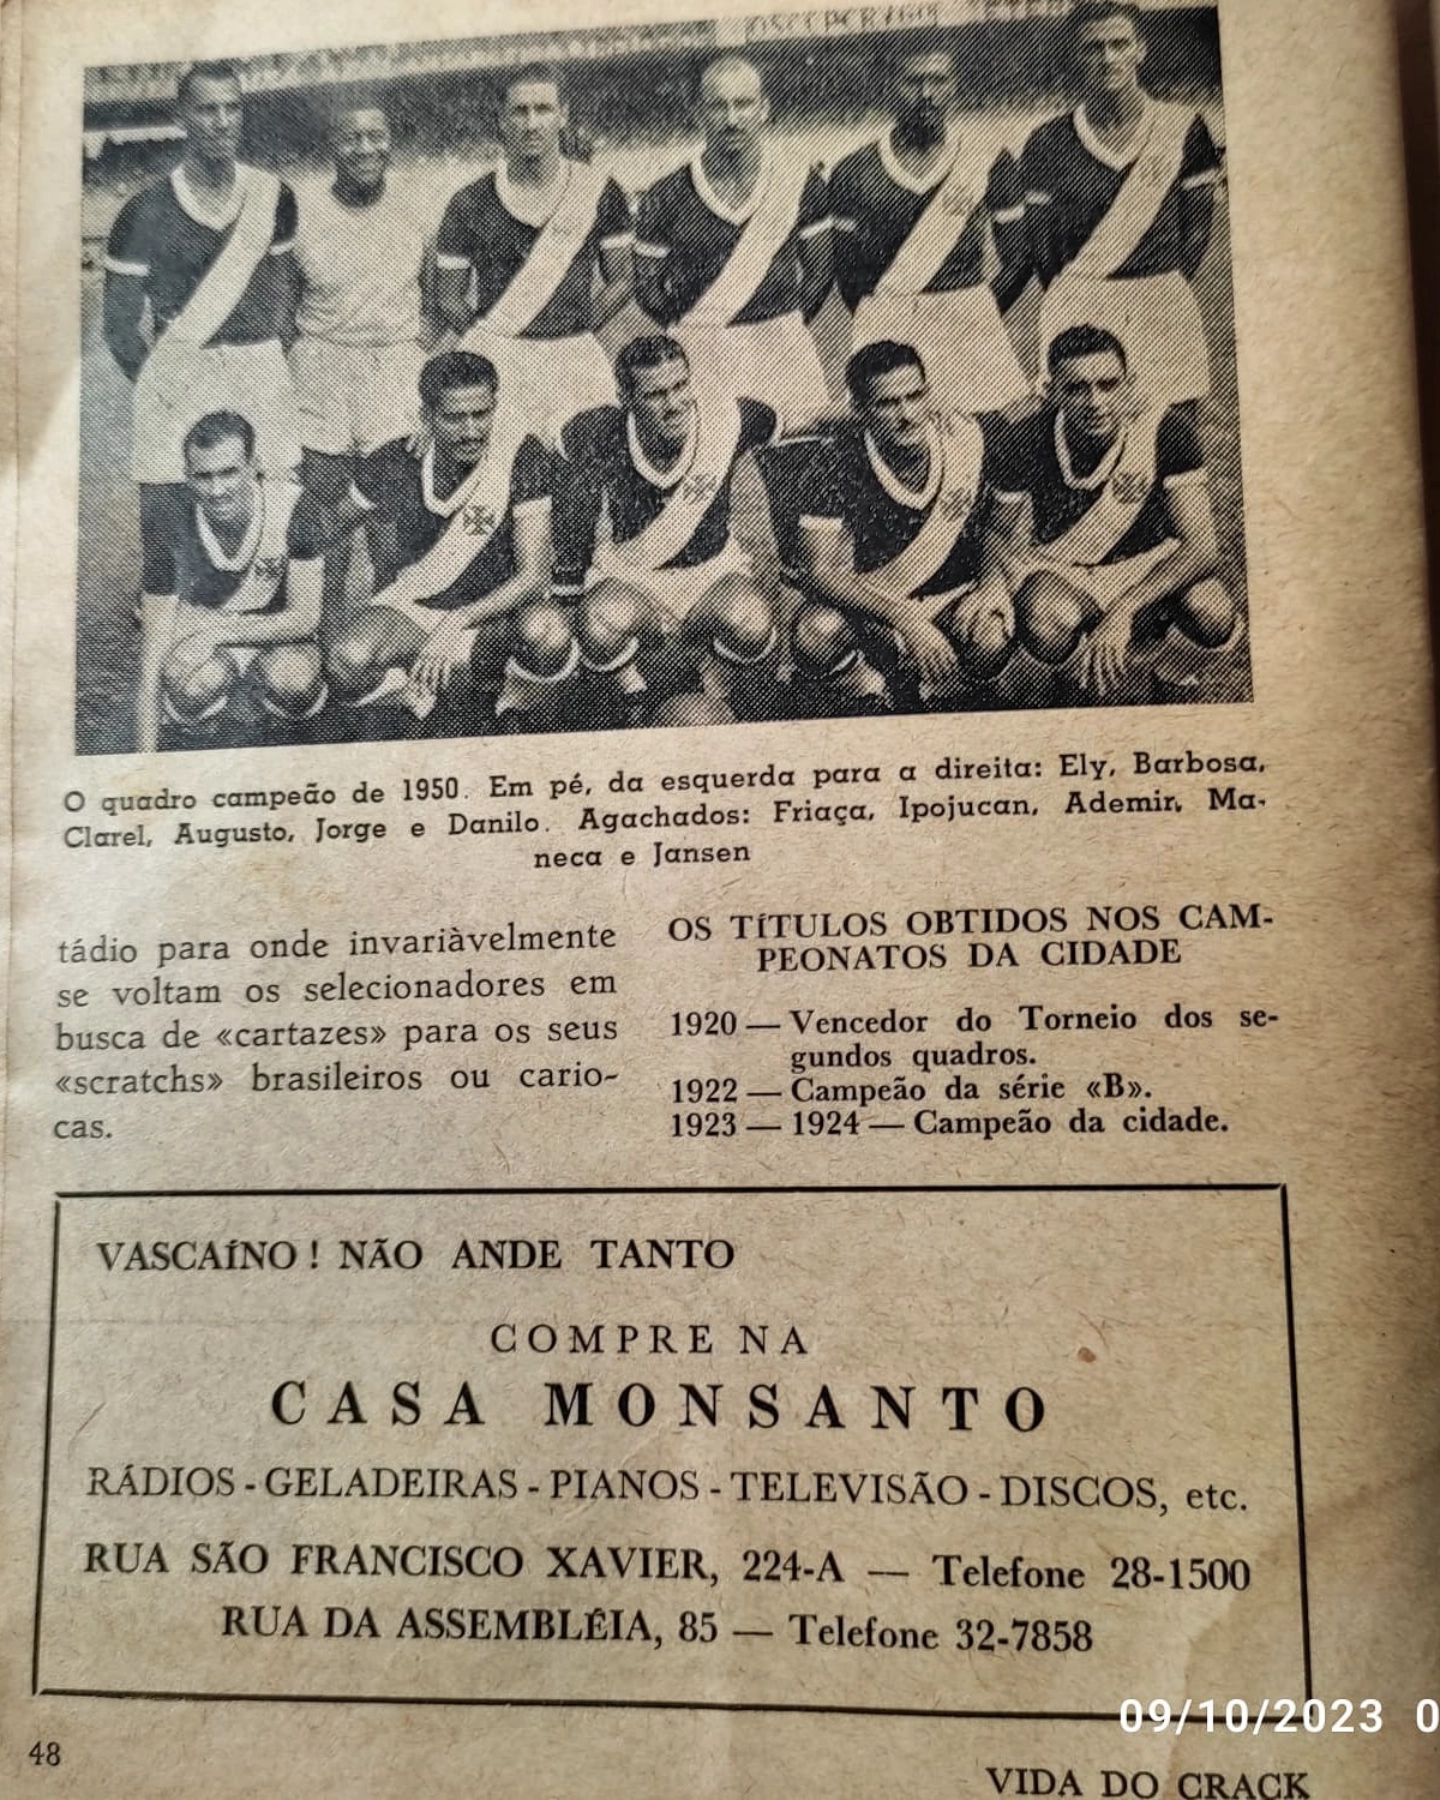 O quadro campeão de 1950. Em pé, da esquerda para a direita: Ely, Barbosa,
Clarel, Augusto, Jorge e Danilo. Agachados: Friaça, Ipojucan, Ademir, Ma-
neca e Jansen
tádio para onde invariàvelmente
se voltam os selecionadores em
busca de «cartazes» para os seus
«scratchs» brasileiros ou cario-
cas.
OS TÍTULOS OBTIDOS NOS CAM-
PEONATOS DA CIDADE
1920 — Vencedor do Torneio dos se-
gundos quadros.
1922 — Campeão da série «B».
1923 — 1924 — Campeão da cidade.
VASCAÍNO ! NÃO ANDE TANTO
COMPRE NA
CASA MONSANTO
RÁDIOS - GELADEIRAS - PIANOS - TELEVISÃO - DISCOS, etc.
RUA SÃO FRANCISCO XAVIER, 224-A — Telefone 28-1500
RUA DA ASSEMBLÉIA, 85 — Telefone 32-7858
09/10/2023 0
48
VIDA DO CRACK